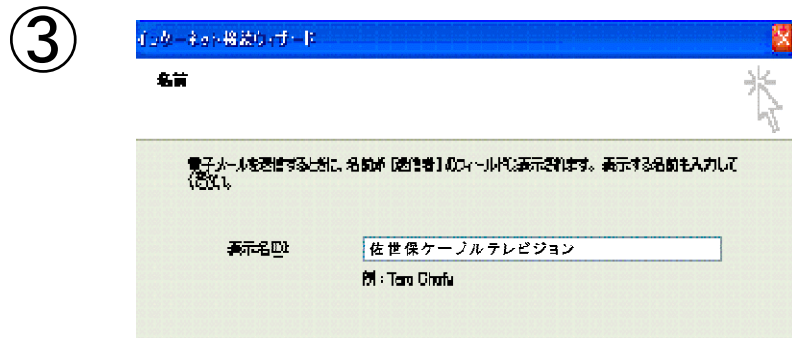 ③
インターネット接続ウィザード
名前
電子メールを送信するときに、名前が [送信者] のフィールドに表示されます。表示する名前を入力して
ください。
表示名(D):
佐世保ケーブルテレビジョン
例 : Taro Chofu